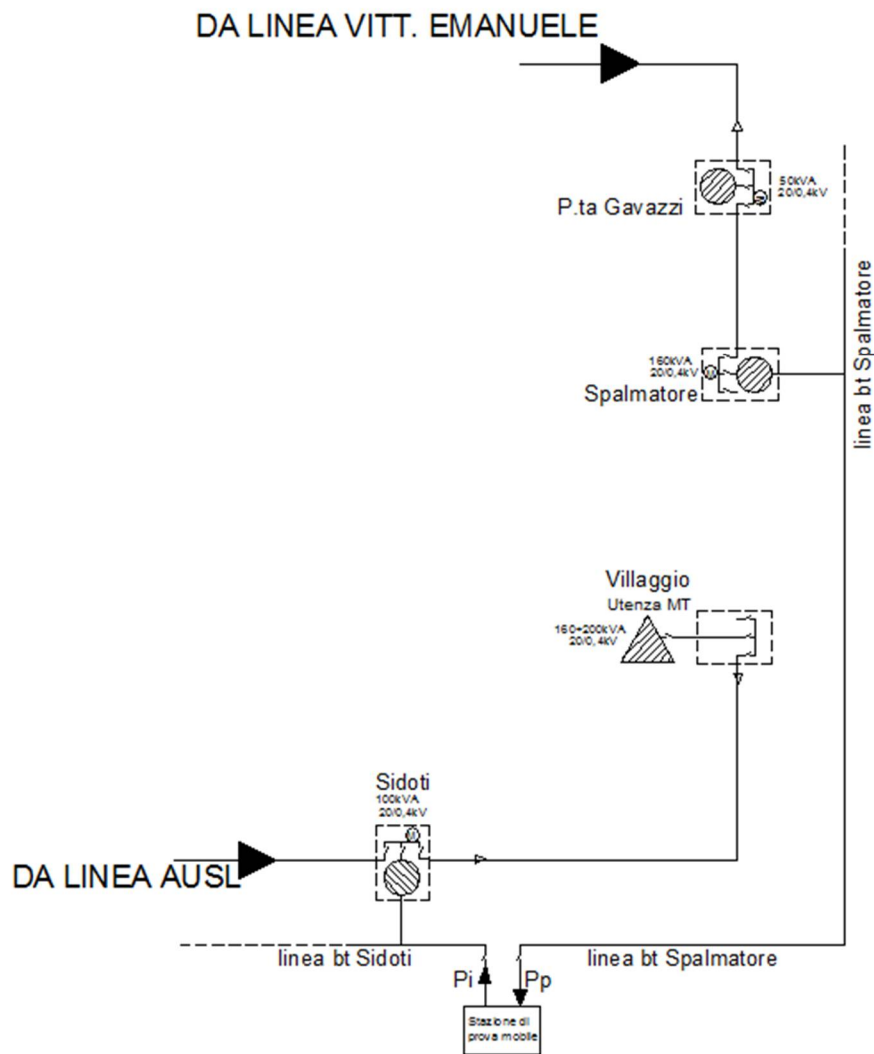 DA LINEA VITT. EMANUELE
50kVA
20/0,4kV
P.ta Gavazzi
160kVA
20/0,4kV
M
Spalmatore
linea bt Spalmatore
Villaggio
Utenza MT
160+200kVA
20/0,4kV
Sidoti
100kVA
20/0,4kV
M
DA LINEA AUSL
linea bt Sidoti
linea bt Spalmatore
Pi
Pp
Stazione di
prova mobile